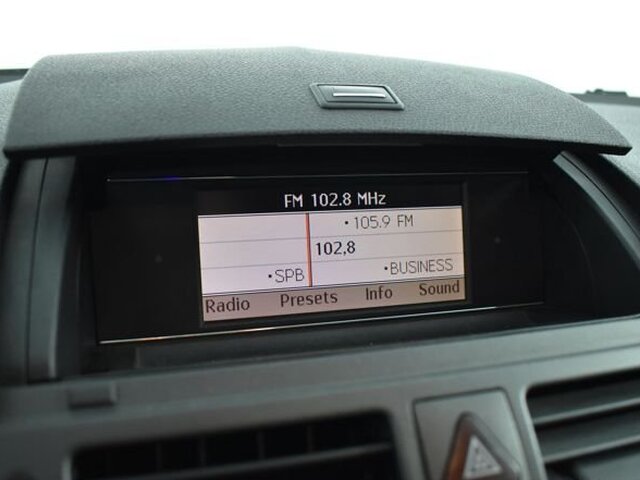 FM 102.8 MHz
•105.9 FM
102,8
•SPB •BUSINESS
Radio Presets Info Sound